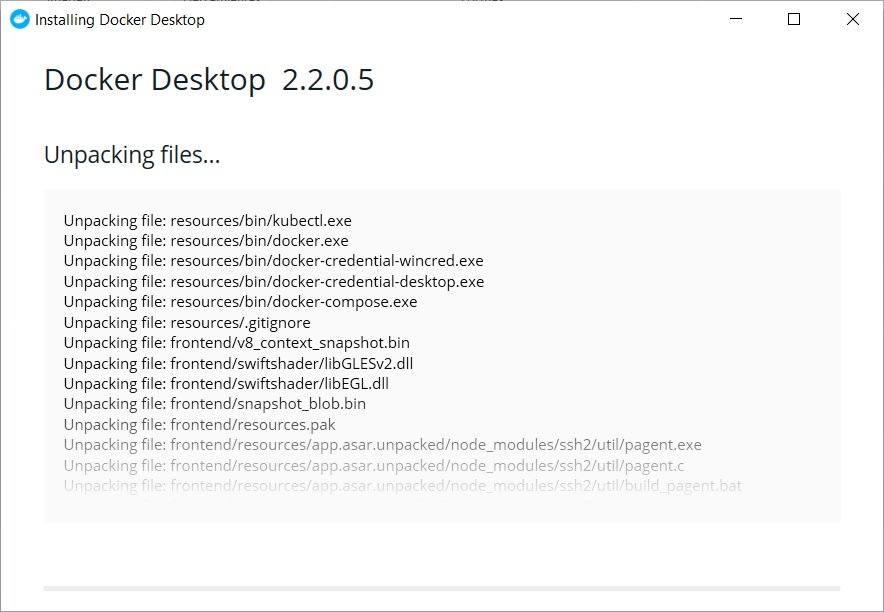 Installing Docker Desktop
Docker Desktop 2.2.0.5
Unpacking files...
Unpacking file: resources/bin/kubectl.exe
Unpacking file: resources/bin/docker.exe
Unpacking file: resources/bin/docker-credential-wincred.exe
Unpacking file: resources/bin/docker-credential-desktop.exe
Unpacking file: resources/bin/docker-compose.exe
Unpacking file: resources/.gitignore
Unpacking file: frontend/v8_context_snapshot.bin
Unpacking file: frontend/swiftshader/libGLESv2.dll
Unpacking file: frontend/swiftshader/libEGL.dll
Unpacking file: frontend/snapshot_blob.bin
Unpacking file: frontend/resources.pak
Unpacking file: frontend/resources/app.asar.unpacked/node_modules/ssh2/util/pagent.exe
Unpacking file: frontend/resources/app.asar.unpacked/node_modules/ssh2/util/pagent.c
Unpacking file: frontend/resources/app.asar.unpacked/node_modules/ssh2/util/build_pagent.bat